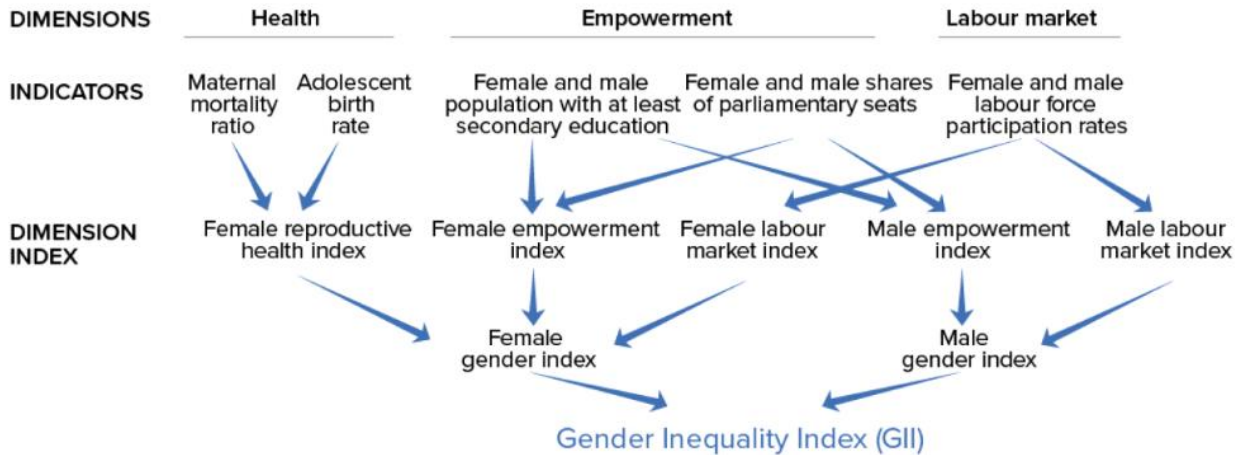 DIMENSIONS
Health
Empowerment
Labour market
INDICATORS
Maternal
mortality
ratio
Adolescent
birth
rate
Female and male
population with at least
secondary education
Female and male shares
of parliamentary seats
Female and male
labour force
participation rates
DIMENSION
INDEX
Female reproductive
health index
Female empowerment
index
Female labour
market index
Male empowerment
index
Male labour
market index
Female
gender index
Male
gender index
Gender Inequality Index (GII)